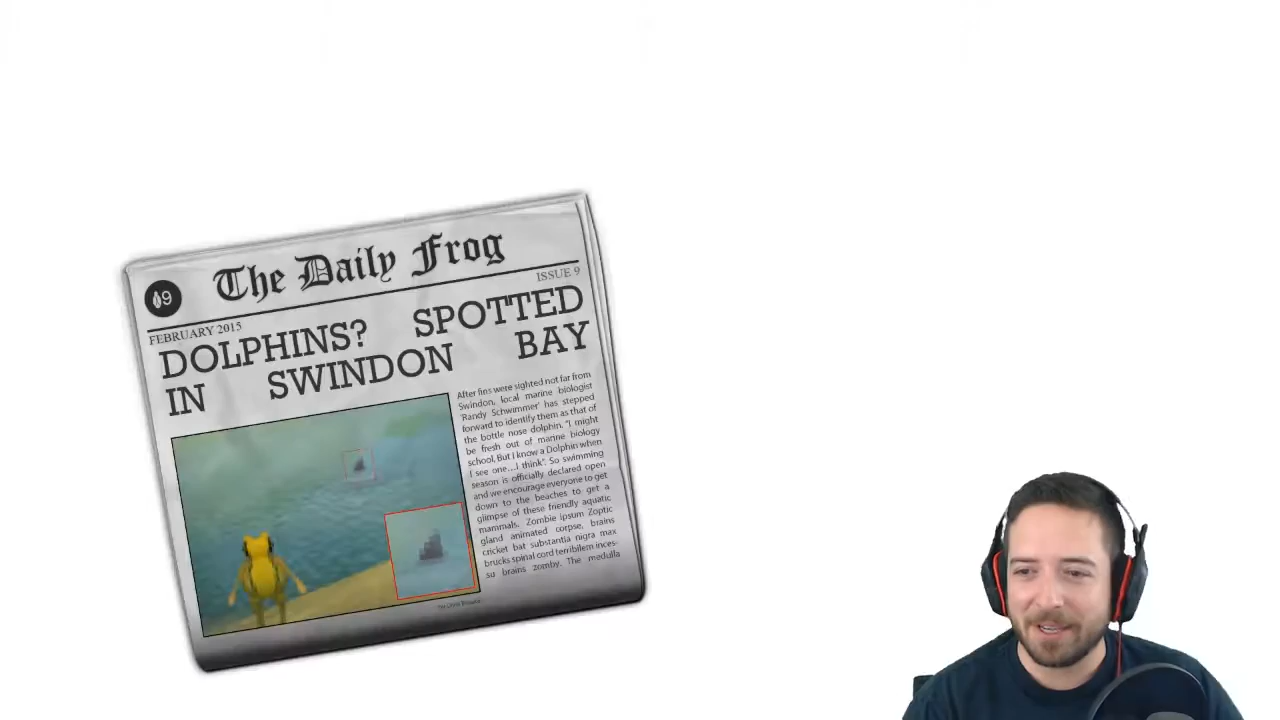 The Daily Frog
9
ISSUE 9
FEBRUARY 2015
DOLPHINS? SPOTTED
IN SWINDON BAY
After fins were sighted not far from
Swindon, local marine biologist
'Randy Schwimmer' has stepped
forward to identify them as that of
the bottle nose dolphin. "I might
be fresh out of marine biology
school, But I know a Dolphin when
I see one...I think". So swimming
season is officially declared open
and we encourage everyone to get
down to the beaches to get a
glimpse of these friendly aquatic
mammals. Zombie ipsum Zoptic
gland animated corpse, brains
cricket bat substantia nigra max
brucks spinal cord terribilem inces-
su brains zomby. The medulla